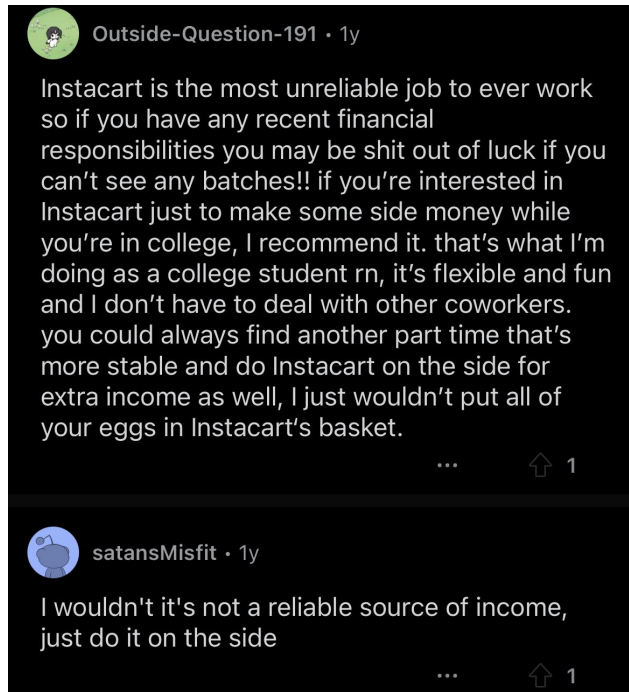 Outside-Question-191 • 1y
Instacart is the most unreliable job to ever work
so if you have any recent financial
responsibilities you may be shit out of luck if you
can’t see any batches!! if you’re interested in
Instacart just to make some side money while
you’re in college, I recommend it. that’s what I’m
doing as a college student rn, it’s flexible and fun
and I don’t have to deal with other coworkers.
you could always find another part time that’s
more stable and do Instacart on the side for
extra income as well, I just wouldn’t put all of
your eggs in Instacart‘s basket.
... 1
satansMisfit • 1y
I wouldn't it's not a reliable source of income,
just do it on the side
... 1